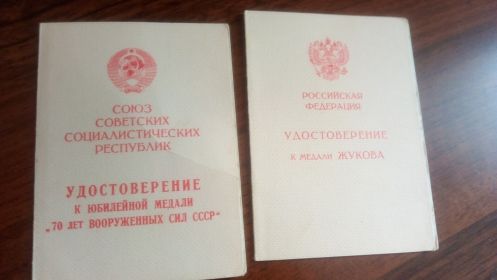 СОЮЗ
СОВЕТСКИХ
СОЦИАЛИСТИЧЕСКИХ
РЕСПУБЛИК
УДОСТОВЕРЕНИЕ
К ЮБИЛЕЙНОЙ МЕДАЛИ
„70 ЛЕТ ВООРУЖЕННЫХ СИЛ СССР“
РОССИЙСКАЯ
ФЕДЕРАЦИЯ
УДОСТОВЕРЕНИЕ
К МЕДАЛИ ЖУКОВА